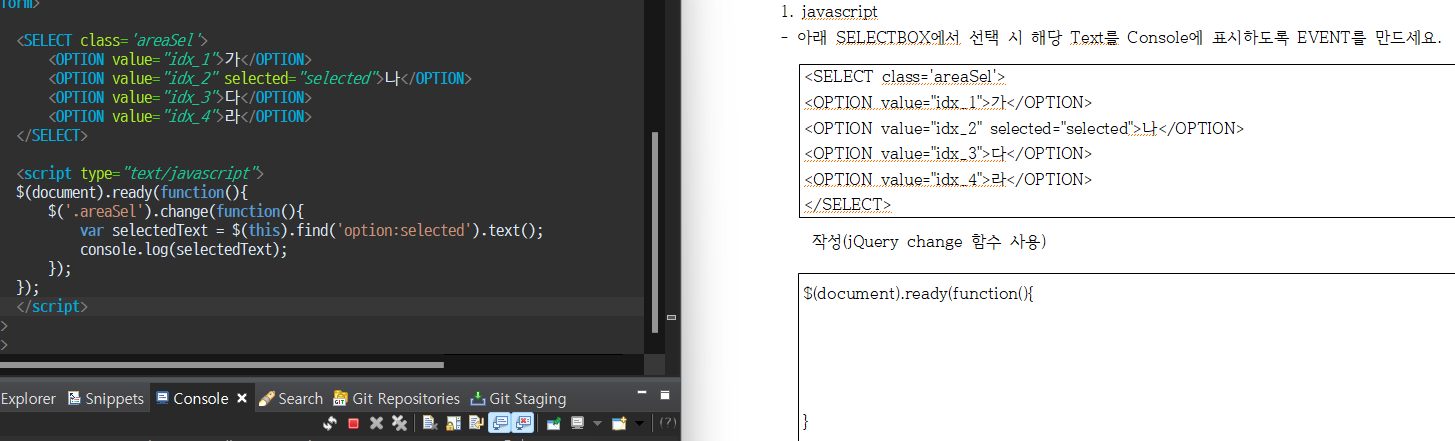 form>
<SELECT class='areaSel'>
<OPTION value="idx_1">가</OPTION>
<OPTION value="idx_2" selected="selected">나</OPTION>
<OPTION value="idx_3">다</OPTION>
<OPTION value="idx_4">라</OPTION>
</SELECT>
<script type="text/javascript">
$(document).ready(function(){
$('.areaSel').change(function(){
var selectedText = $(this).find('option:selected').text();
console.log(selectedText);
});
});
</script>
>
>
Explorer Snippets Console Search Git Repositories Git Staging
(?)
1. javascript
- 아래 SELECTBOX에서 선택 시 해당 Text를 Console에 표시하도록 EVENT를 만드세요.
<SELECT class='areaSel'>
<OPTION value="idx_1">가</OPTION>
<OPTION value="idx_2" selected="selected">나</OPTION>
<OPTION value="idx_3">다</OPTION>
<OPTION value="idx_4">라</OPTION>
</SELECT>
작성(jQuery change 함수 사용)
$(document).ready(function(){
}